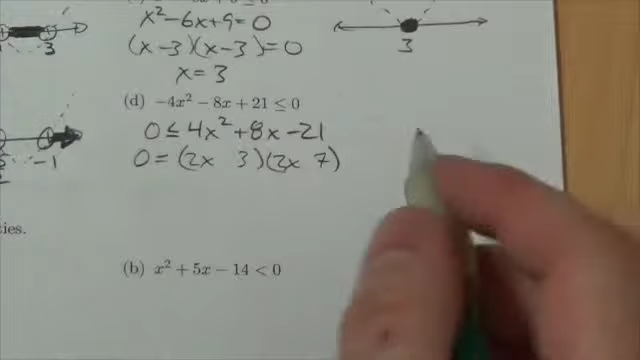 x² - 6x + 9 = 0
(x - 3)(x - 3) = 0
x = 3
3
3
(d) -4x² - 8x + 21 ≤ 0
0 ≤ 4x² + 8x - 21
-1
0 = (2x 3)(2x 7)
(b) x² + 5x - 14 < 0